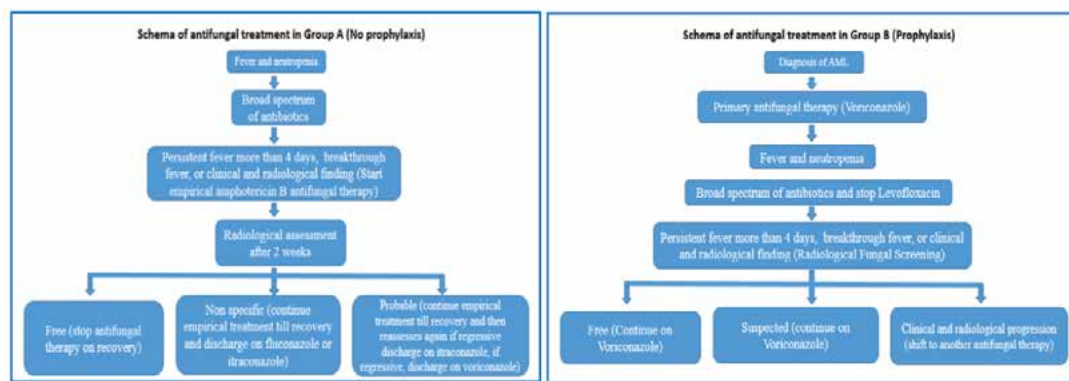 Schema of antifungal treatment in Group A (No prophylaxis)
Fever and neutropenia
Broad spectrum
of antibiotics
Persistent fever more than 4 days, breakthrough
fever, or clinical and radiological finding (Start
empirical amphotericin B antifungal therapy)
Radiological assessment
after 2 weeks
Free (stop antifungal
therapy on recovery)
Non specific (continue
empirical treatment till recovery
and discharge on fluconazole or
itraconazole)
Probable (continue empirical
treatment till recovery and then
reassesses again if regressive
discharge on itraconazole, if
regressive, discharge on voriconazole)
Schema of antifungal treatment in Group B (Prophylaxis)
Diagnosis of AML
Primary antifungal therapy (Voriconazole)
Fever and neutropenia
Broad spectrum of antibiotics and stop Levofloxacin
Persistent fever more than 4 days, breakthrough fever, or clinical
and radiological finding (Radiological Fungal Screening)
Free (Continue on
Voriconazole)
Suspected (continue on
Voriconazole)
Clinical and radiological progression
(shift to another antifungal therapy)